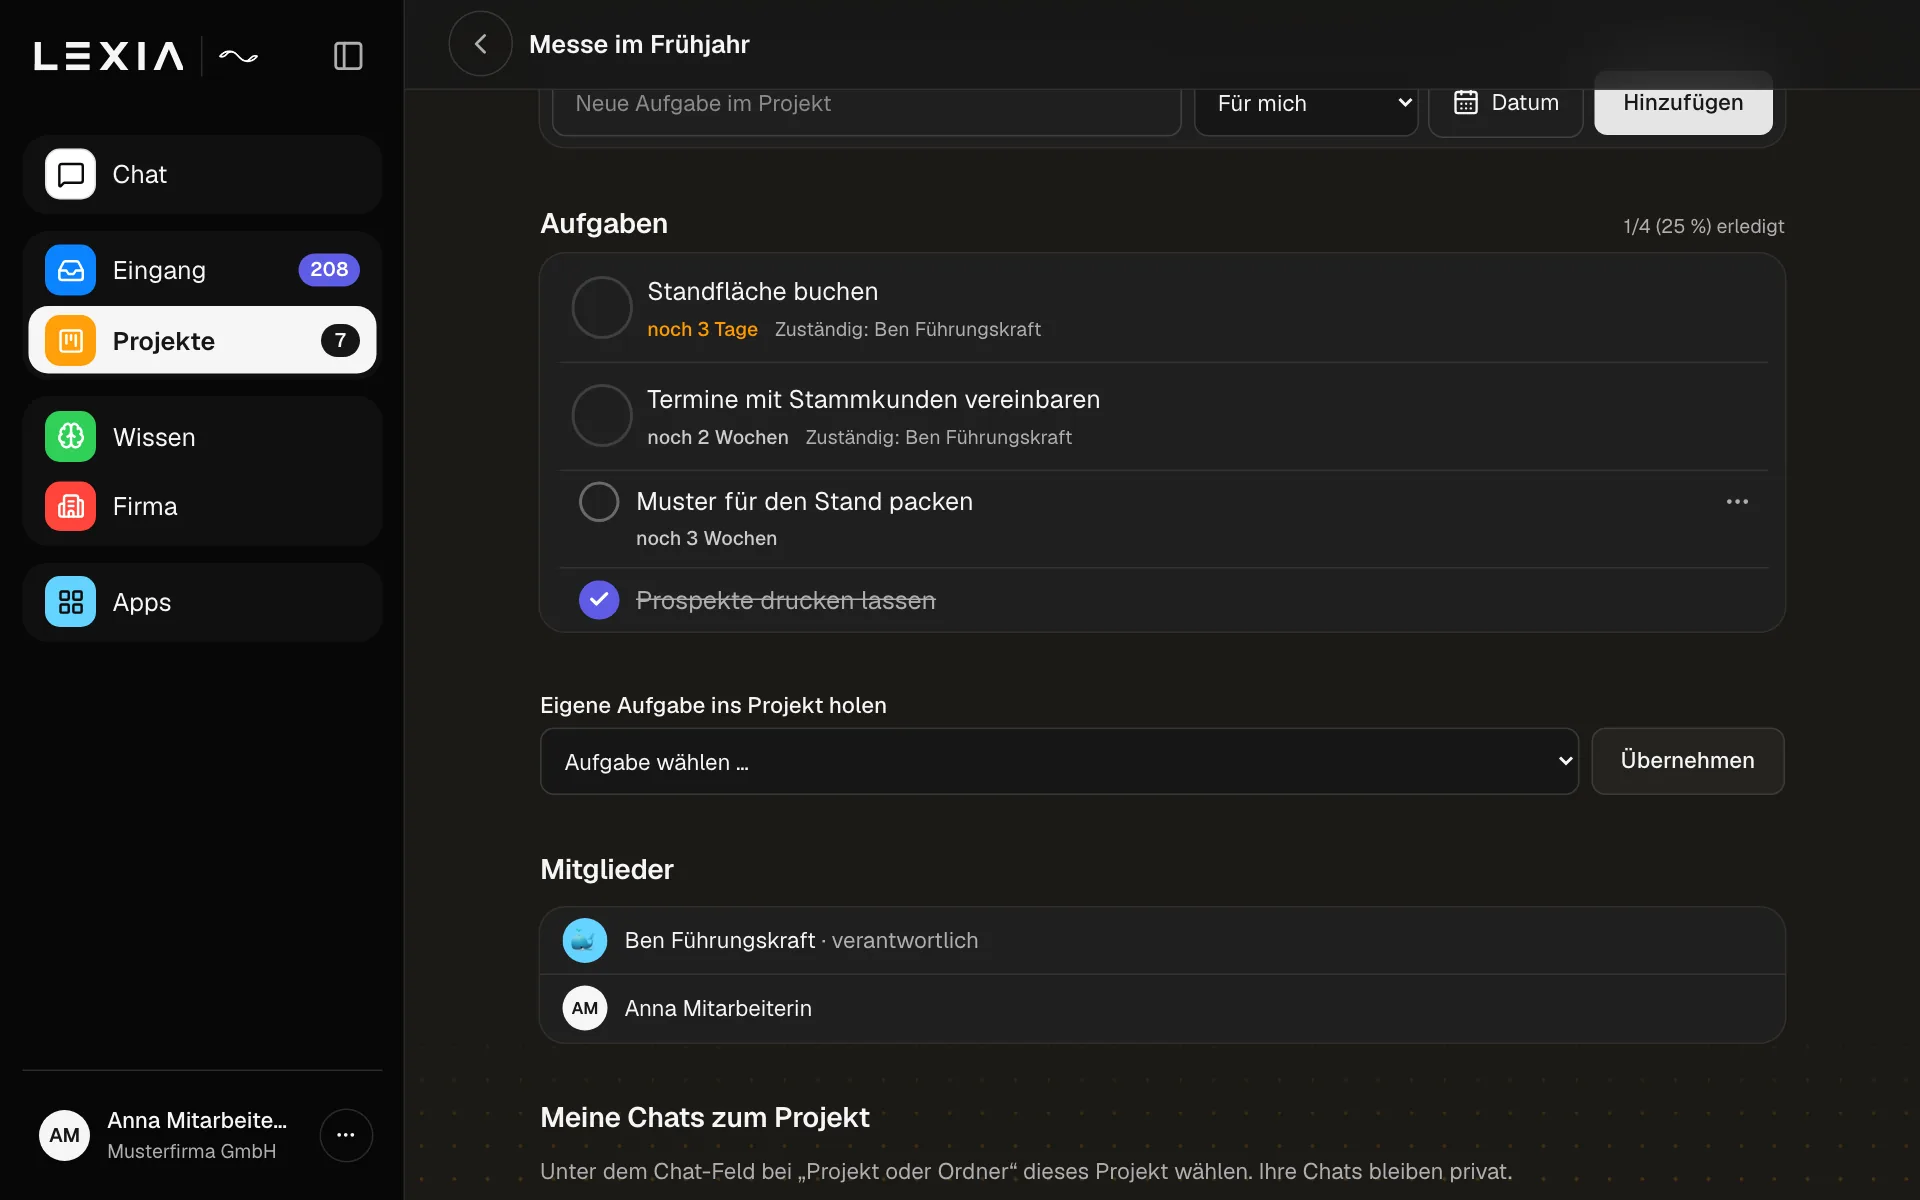 LEXIA
Chat
Eingang 208
Projekte 7
Wissen
Firma
Apps
AM Anna Mitarbeite...
Musterfirma GmbH
Messe im Frühjahr
Neue Aufgabe im Projekt Für mich Datum Hinzufügen
Aufgaben 1/4 (25 %) erledigt
Standfläche buchen
noch 3 Tage Zuständig: Ben Führungskraft
Termine mit Stammkunden vereinbaren
noch 2 Wochen Zuständig: Ben Führungskraft
Muster für den Stand packen
noch 3 Wochen
Prospekte drucken lassen
Eigene Aufgabe ins Projekt holen
Aufgabe wählen ... Übernehmen
Mitglieder
Ben Führungskraft · verantwortlich
AM Anna Mitarbeiterin
Meine Chats zum Projekt
Unter dem Chat-Feld bei „Projekt oder Ordner“ dieses Projekt wählen. Ihre Chats bleiben privat.